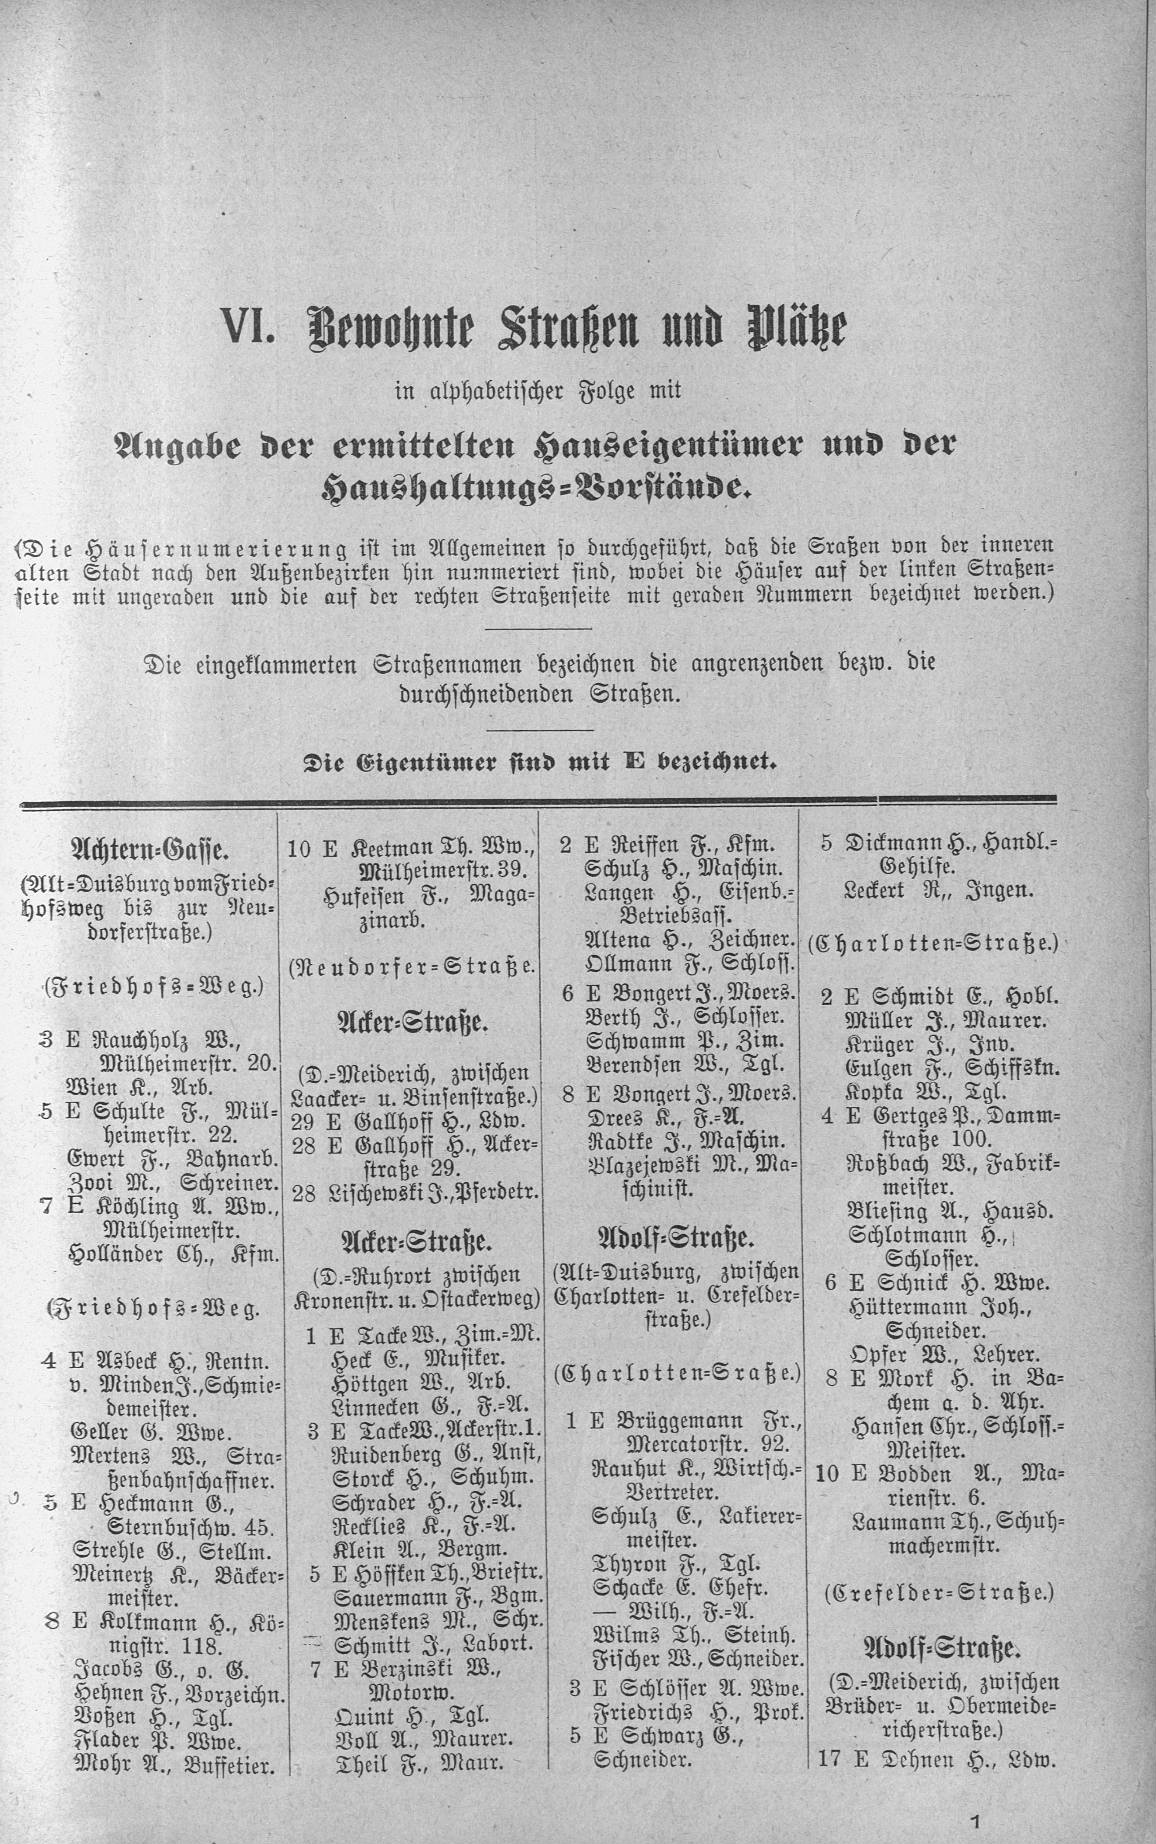 VI. Bewohnte Straßen und Plätze
in alphabetischer Folge mit
Angabe der ermittelten Hauseigentümer und der
Haushaltungs=Vorstände.
(Die Häusernumerierung ist im Allgemeinen so durchgeführt, daß die Sraßen von der inneren
alten Stadt nach den Außenbezirken hin nummeriert sind, wobei die Häuser auf der linken Straßen=
seite mit ungeraden und die auf der rechten Straßenseite mit geraden Nummern bezeichnet werden.)
Die eingeklammerten Straßennamen bezeichnen die angrenzenden bezw. die
durchschneidenden Straßen.
Die Eigentümer sind mit E bezeichnet.
Achtern=Gasse.
(Alt=Duisburg vom Fried=
hofsweg bis zur Neu=
dorferstraße.)
(Friedhofs=Weg.)
3 E Rauchholz W.,
Mülheimerstr. 20.
Wien K., Arb.
5 E Schulte F., Mül=
heimerstr. 22.
Ewert F., Bahnarb.
Zooi M., Schreiner.
7 E Köchling A. Ww.,
Mülheimerstr.
Holländer Ch., Kfm.
(Friedhofs=Weg.
4 E Asbeck H., Rentn.
v. Minden J., Schmie=
demeister.
Geller G. Wwe.
Mertens W., Stra=
ßenbahnschaffner.
5 E Heckmann G.,
Sternbuschw. 45.
Strehle G., Stellm.
Meinertz K., Bäcker=
meister.
8 E Kolkmann H., Kö=
nigstr. 118.
Jacobs G., o. G.
Hehnen F., Vorzeichn.
Voßen H., Tgl.
Flader P. Wwe.
Mohr A., Buffetier.
10 E Keetman Th. Ww.,
Mülheimerstr. 39.
Hufeisen F., Maga=
zinarb.
(Neudorfer=Straße.
Acker=Straße.
(D.=Meiderich, zwischen
Laacker= u. Binsenstraße.)
29 E Gallhoff H., Ldw.
28 E Gallhoff H., Acker=
straße 29.
28 Lischewski J., Pferdetr.
Acker=Straße.
(D.=Ruhrort zwischen
Kronenstr. u. Ostackerweg)
1 E Tacke W., Zim.=M.
Heck E., Musiker.
Höttgen W., Arb.
Linnecken G., F.=A.
3 E Tacke W., Ackerstr. 1.
Ruidenberg G., Anst,
Storck H., Schuhm.
Schrader H., F.=A.
Recklies K., F.=A.
Klein A., Bergm.
5 E Höffken Th., Briefstr.
Sauermann F., Bgm.
Menskens M., Schr.
Schmitt J., Labort.
7 E Berzinski W.,
Motorw.
Quint H., Tgl.
Voll A., Maurer.
Theil F., Maur.
2 E Reiffen F., Kfm.
Schulz H., Maschin.
Langen H., Eisenb.=
Betriebsass.
Altena H., Zeichner.
Ollmann F., Schloss.
6 E Bongert J., Moers.
Berth J., Schlosser.
Schwamm P., Zim.
Berendsen W., Tgl.
8 E Bongert J., Moers.
Drees K., F.=A.
Radtke J., Maschin.
Blazejewski M., Ma=
schinist.
Adolf=Straße.
(Alt=Duisburg, zwischen
Charlotten= u. Crefelder=
straße.)
(Charlotten=Sraße.)
1 E Brüggemann Fr.,
Mercatorstr. 92.
Rauhut K., Wirtsch.=
Vertreter.
Schulz E., Lakierer=
meister.
Thyron F., Tgl.
Schacke E. Ehefr.
— Wilh., F.=A.
Wilms Th., Steinh.
Fischer W., Schneider.
3 E Schlösser A. Wwe.
Friedrichs H., Prok.
5 E Schwarz G.,
Schneider.
5 Dickmann H., Handl.=
Gehilfe.
Leckert R,, Ingen.
(Charlotten=Straße.)
2 E Schmidt E., Hobl.
Müller J., Maurer.
Krüger J., Inv.
Eulgen F., Schiffskn.
Kopka W., Tgl.
4 E Gertges P., Damm=
straße 100.
Roßbach W., Fabrik=
meister.
Bliesing A., Hausd.
Schlotmann H.,
Schlosser.
6 E Schnick H. Wwe.
Hüttermann Joh.,
Schneider.
Opfer W., Lehrer.
8 E Mork H. in Ba=
chem a. d. Ahr.
Hansen Chr., Schloss.=
Meister.
10 E Bodden A., Ma=
rienstr. 6.
Laumann Th., Schuh=
machermstr.
(Crefelder=Straße.)
Adolf=Straße.
(D.=Meiderich, zwischen
Brüder= u. Obermeide=
richerstraße.)
17 E Dehnen H., Ldw.
1